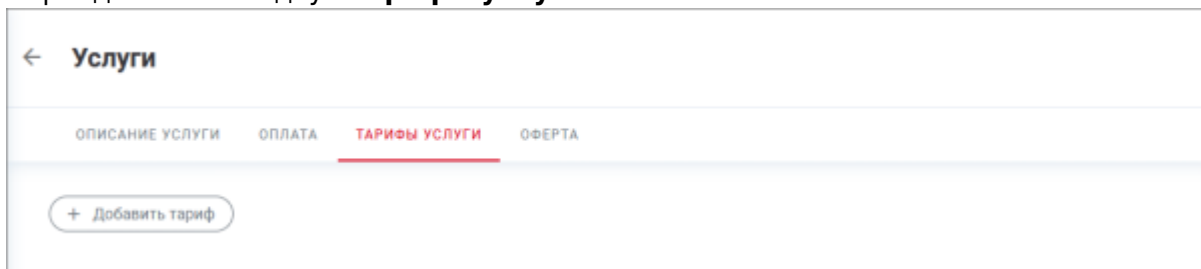 Услуги
ОПИСАНИЕ УСЛУГИ ОПЛАТА ТАРИФЫ УСЛУГИ ОФЕРТА
+ Добавить тариф